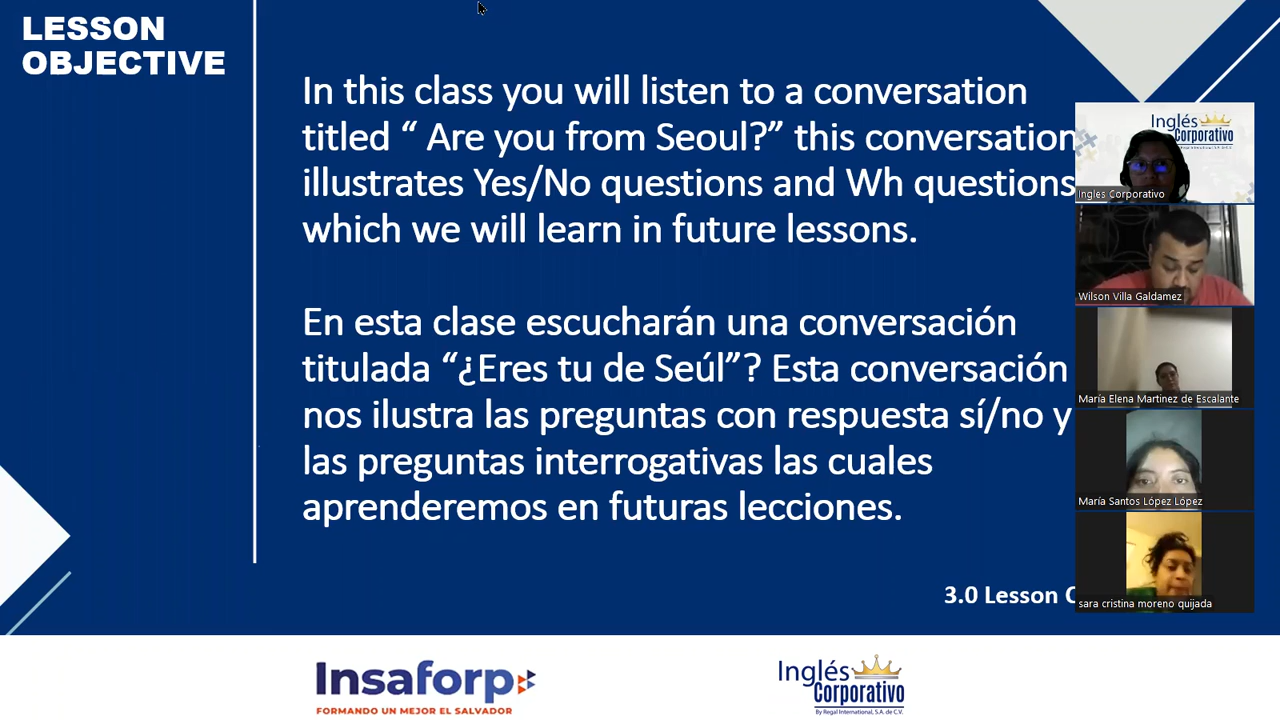 LESSON
OBJECTIVE
In this class you will listen to a conversation
titled “ Are you from Seoul?” this conversation
illustrates Yes/No questions and Wh questions
which we will learn in future lessons.
En esta clase escucharán una conversación
titulada “¿Eres tu de Seúl”? Esta conversación
nos ilustra las preguntas con respuesta sí/no y
las preguntas interrogativas las cuales
aprenderemos en futuras lecciones.
3.0 Lesson
Inglés
Corporativo
Ingles Corporativo
Wilson Villa Galdamez
María Elena Martinez de Escalante
María Santos López López
sara cristina moreno quijada
Insaforp
FORMANDO UN MEJOR EL SALVADOR
Inglés
Corporativo
By Regal International, S.A. de C.V.